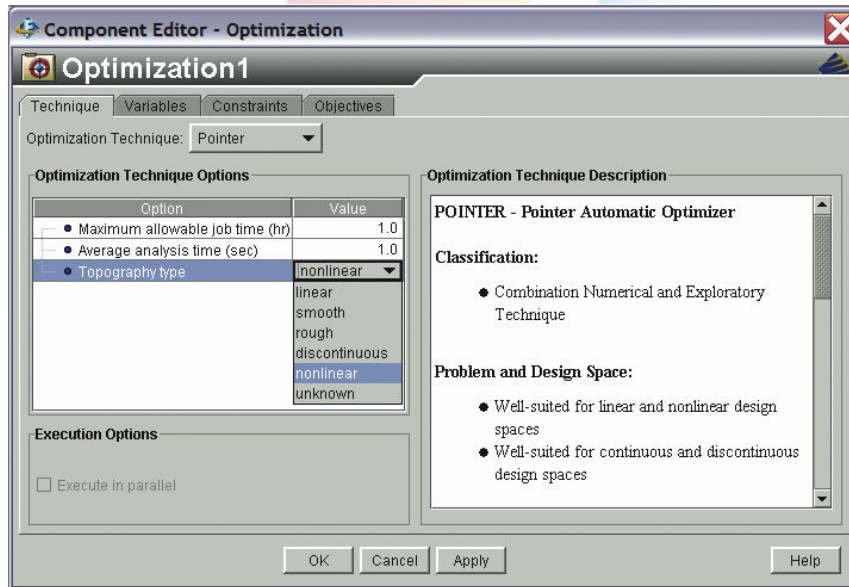 Component Editor - Optimization
Optimization1
Technique Variables Constraints Objectives
Optimization Technique: Pointer
Optimization Technique Options
Option Value
Maximum allowable job time (hr) 1.0
Average analysis time (sec) 1.0
Topography type nonlinear
linear
smooth
rough
discontinuous
nonlinear
unknown
Execution Options
Execute in parallel
Optimization Technique Description
POINTER - Pointer Automatic Optimizer
Classification:
Combination Numerical and Exploratory
Technique
Problem and Design Space:
Well-suited for linear and nonlinear design
spaces
Well-suited for continuous and discontinuous
design spaces
OK Cancel Apply Help